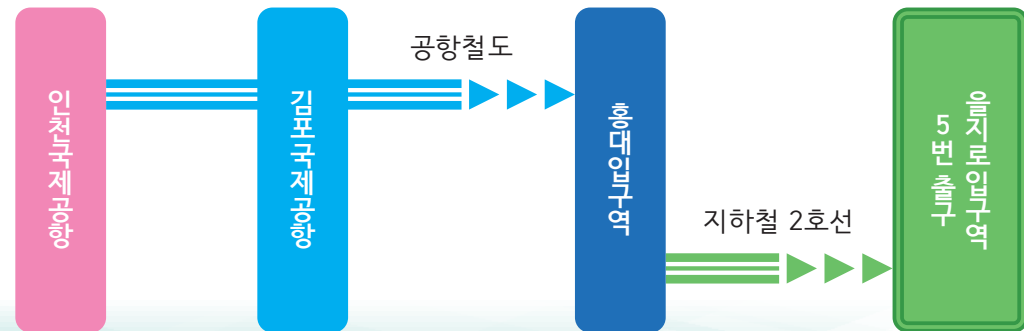 인천국제공항
김포국제공항
공항철도
홍대입구역
지하철 2호선
을지로입구역
5번 출구